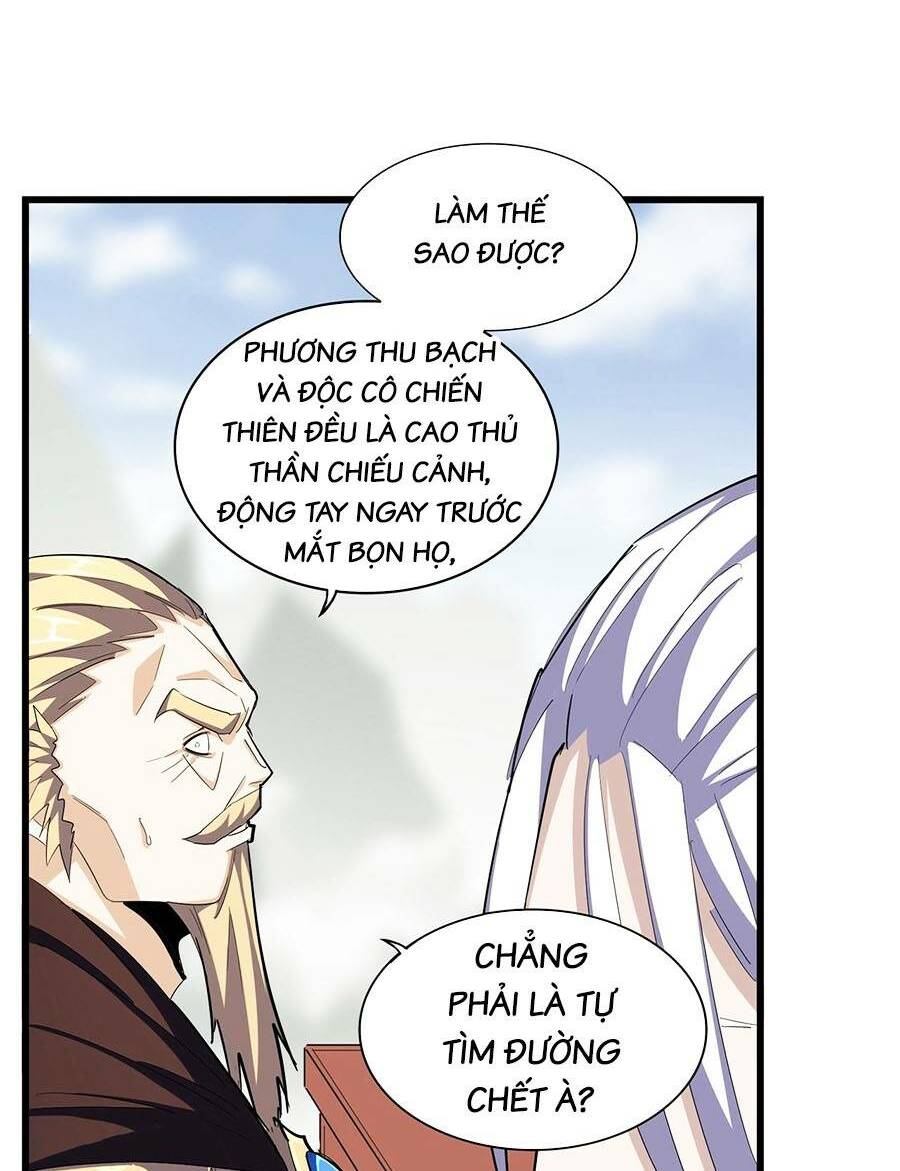 LÀM THẾ
SAO ĐƯỢC?
PHƯƠNG THU BẠCH
VÀ ĐỘC CÔ CHIẾN
THIÊN ĐỀU LÀ CAO THỦ
THẦN CHIẾU CẢNH,
ĐỘNG TAY NGAY TRƯỚC
MẮT BỌN HỌ,
CHẲNG
PHẢI LÀ TỰ
TÌM ĐƯỜNG
CHẾT À?